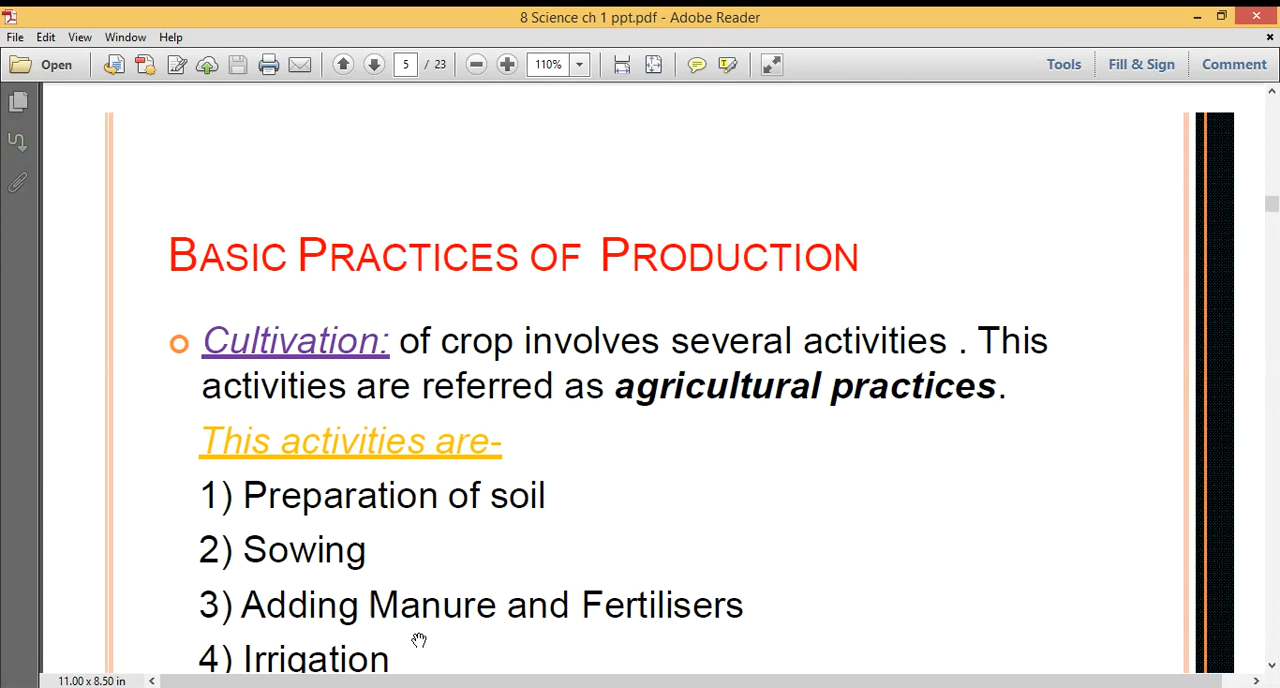 8 Science ch 1 ppt.pdf - Adobe Reader
File Edit View Window Help
Open 5 / 23 110% Tools Fill & Sign Comment
BASIC PRACTICES OF PRODUCTION
Cultivation: of crop involves several activities . This
activities are referred as agricultural practices.
This activities are-
1) Preparation of soil
2) Sowing
3) Adding Manure and Fertilisers
4) Irrigation
11.00 x 8.50 in